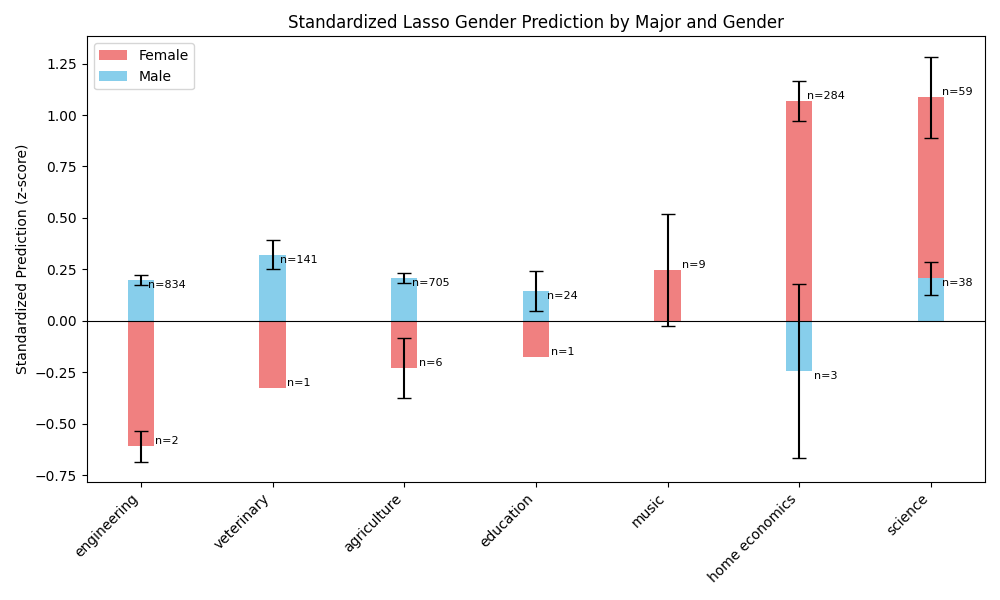 Standardized Lasso Gender Prediction by Major and Gender
Female
Male
Standardized Prediction (z-score)
1.25
1.00
0.75
0.50
0.25
0.00
−0.25
−0.50
−0.75
n=834
n=2
n=141
n=1
n=705
n=6
n=24
n=1
n=9
n=284
n=3
n=59
n=38
engineering
veterinary
agriculture
education
music
home economics
science